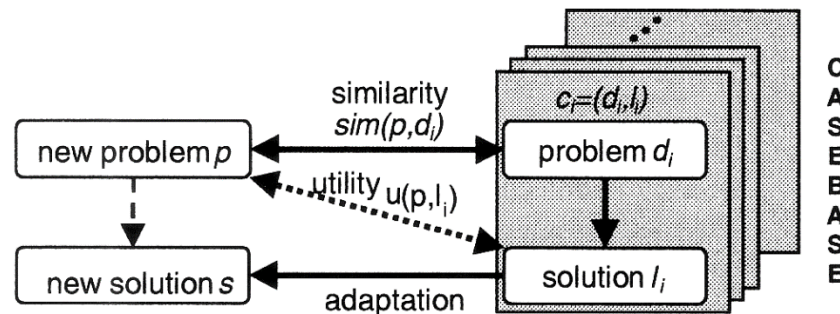 similarity
sim(p,dᵢ)
cᵢ=(dᵢ,lᵢ)
new problem p
problem dᵢ
utility u(p,lᵢ)
new solution s
solution lᵢ
adaptation
C
A
S
E
B
A
S
E